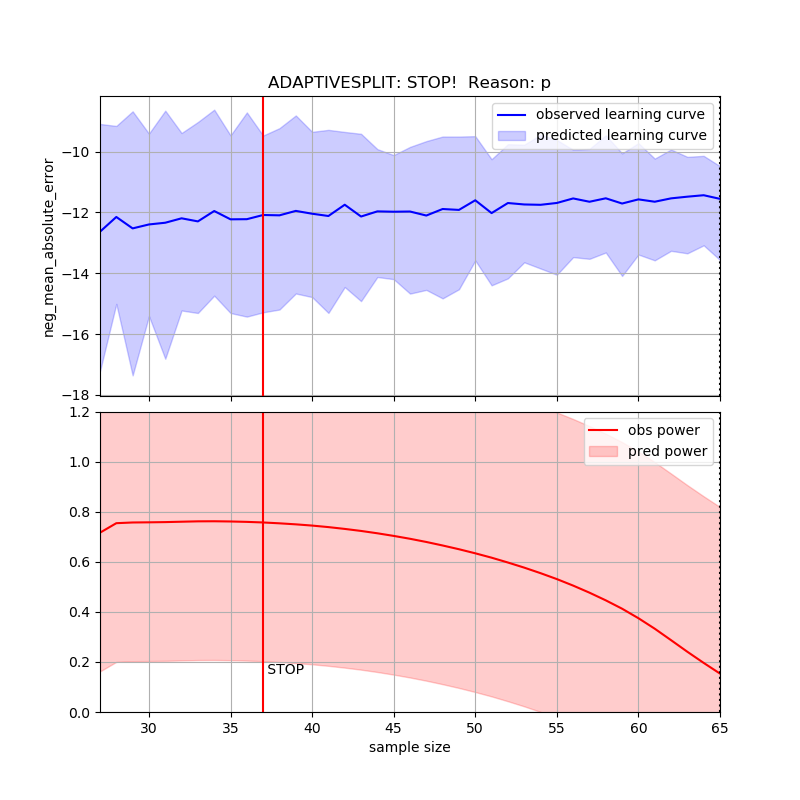 ADAPTIVESPLIT: STOP!  Reason: p
neg_mean_absolute_error
−10
−12
−14
−16
−18
observed learning curve
predicted learning curve
1.2
1.0
0.8
0.6
0.4
0.2
0.0
obs power
pred power
STOP
30 35 40 45 50 55 60 65
sample size